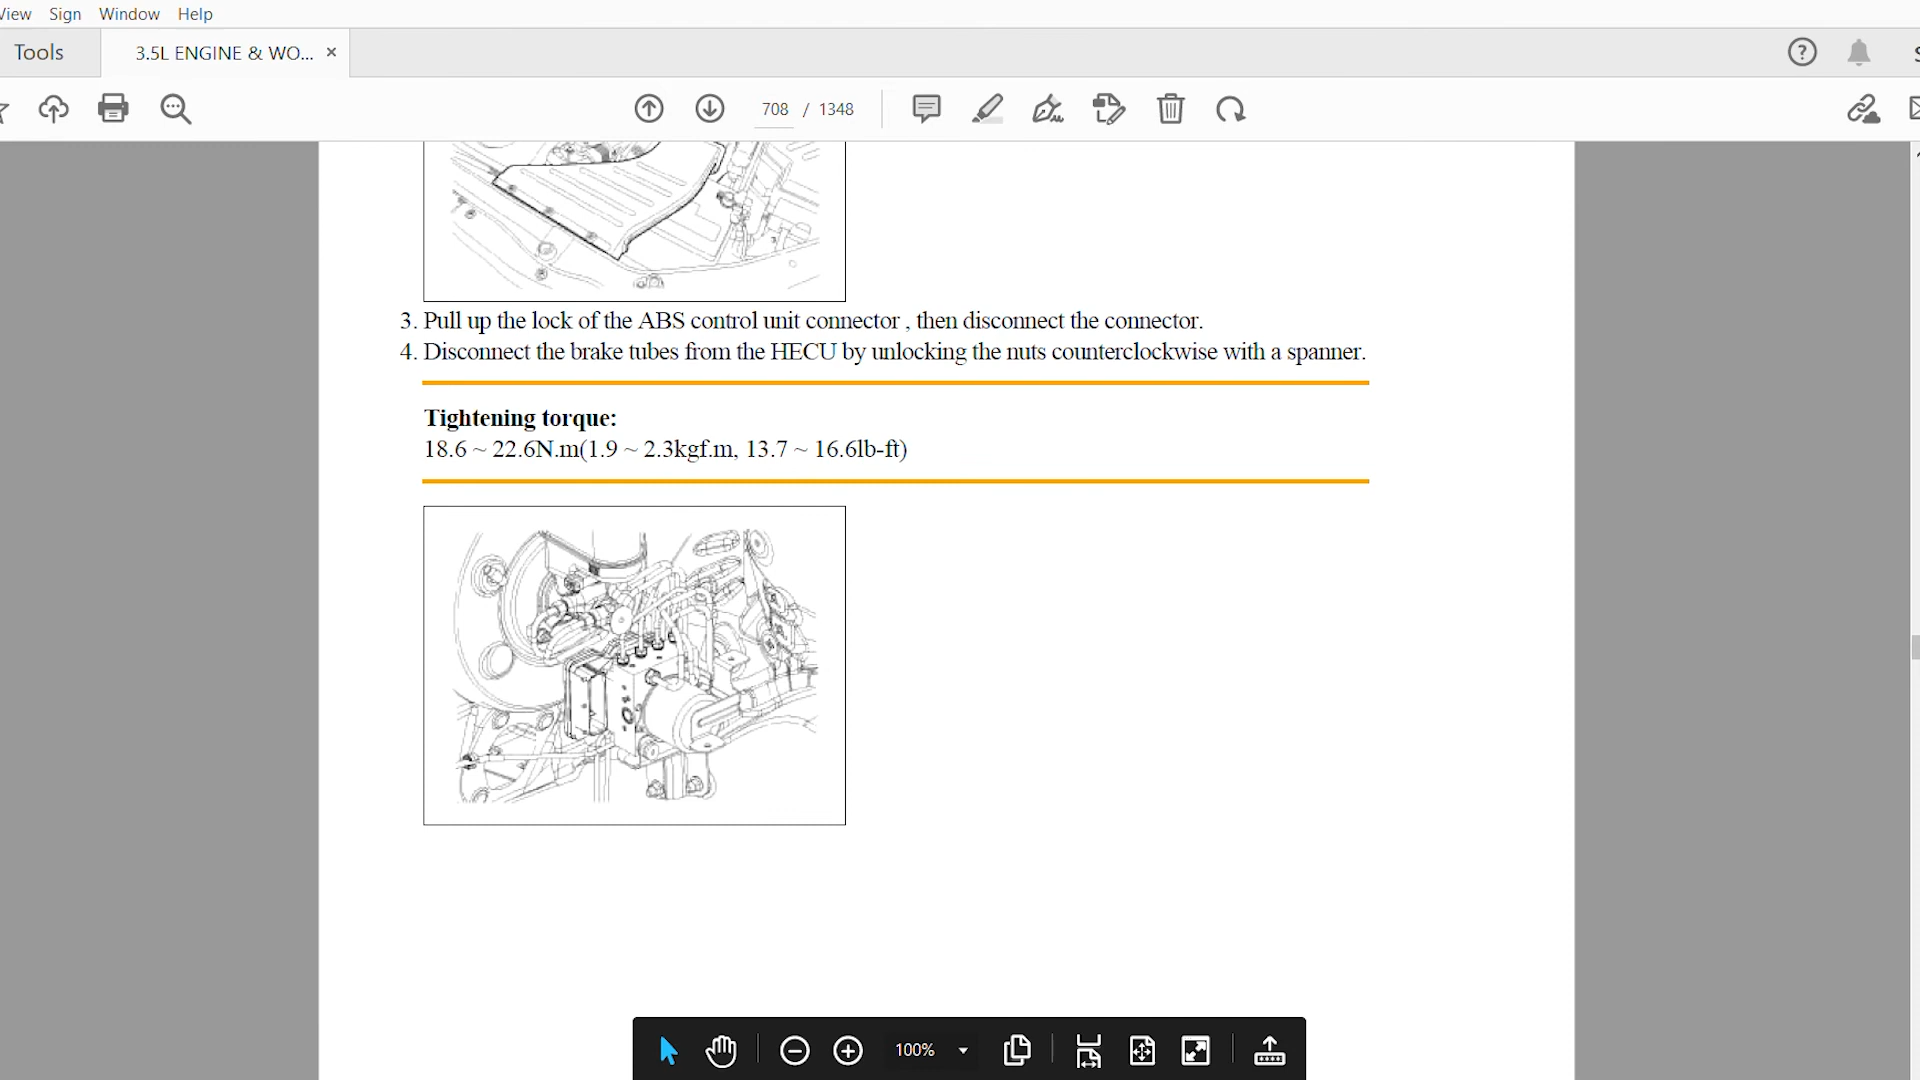 View Sign Window Help
Tools
3.5L ENGINE & WO... ×
708 / 1348
3. Pull up the lock of the ABS control unit connector , then disconnect the connector.
4. Disconnect the brake tubes from the HECU by unlocking the nuts counterclockwise with a spanner.
Tightening torque:
18.6 ~ 22.6N.m(1.9 ~ 2.3kgf.m, 13.7 ~ 16.6lb-ft)
100%